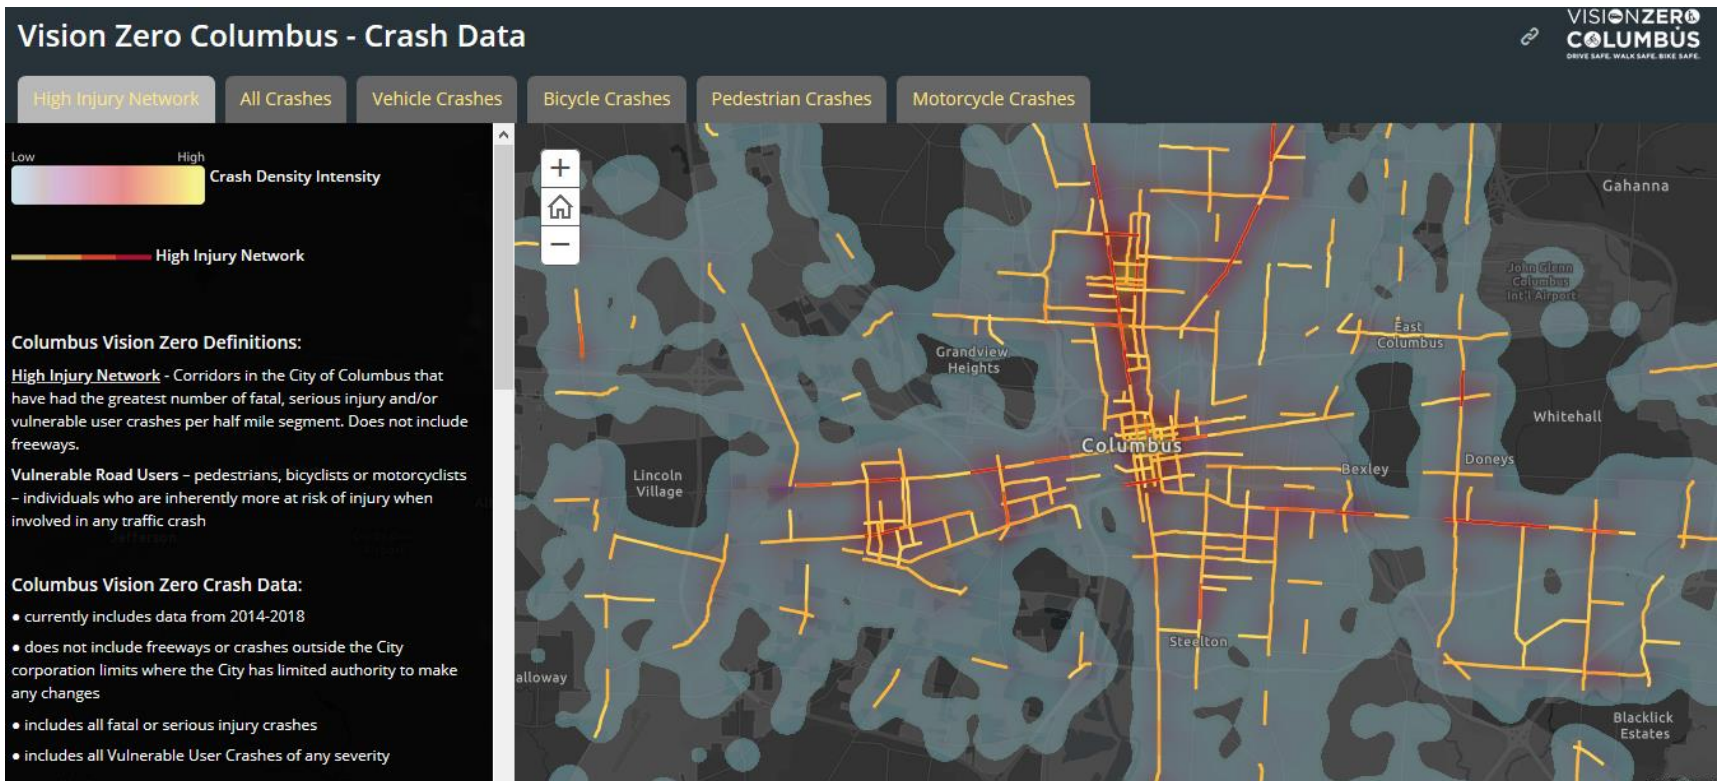 Vision Zero Columbus - Crash Data
VISIONZERO
COLUMBUS
DRIVE SAFE. WALK SAFE. BIKE SAFE.
High Injury Network
All Crashes
Vehicle Crashes
Bicycle Crashes
Pedestrian Crashes
Motorcycle Crashes
Low
High
Crash Density Intensity
High Injury Network
Columbus Vision Zero Definitions:
High Injury Network - Corridors in the City of Columbus that
have had the greatest number of fatal, serious injury and/or
vulnerable user crashes per half mile segment. Does not include
freeways.
Vulnerable Road Users – pedestrians, bicyclists or motorcyclists
– individuals who are inherently more at risk of injury when
involved in any traffic crash
Jefferson
Columbus Vision Zero Crash Data:
● currently includes data from 2014-2018
● does not include freeways or crashes outside the City
corporation limits where the City has limited authority to make
any changes
● includes all fatal or serious injury crashes
● includes all Vulnerable User Crashes of any severity
+
−
Gahanna
John Glenn
Columbus
Int'l Airport
East
Columbus
Grandview
Heights
Whitehall
Columbus
Lincoln
Village
Bexley
Doneys
Steelton
alloway
Blacklick
Estates